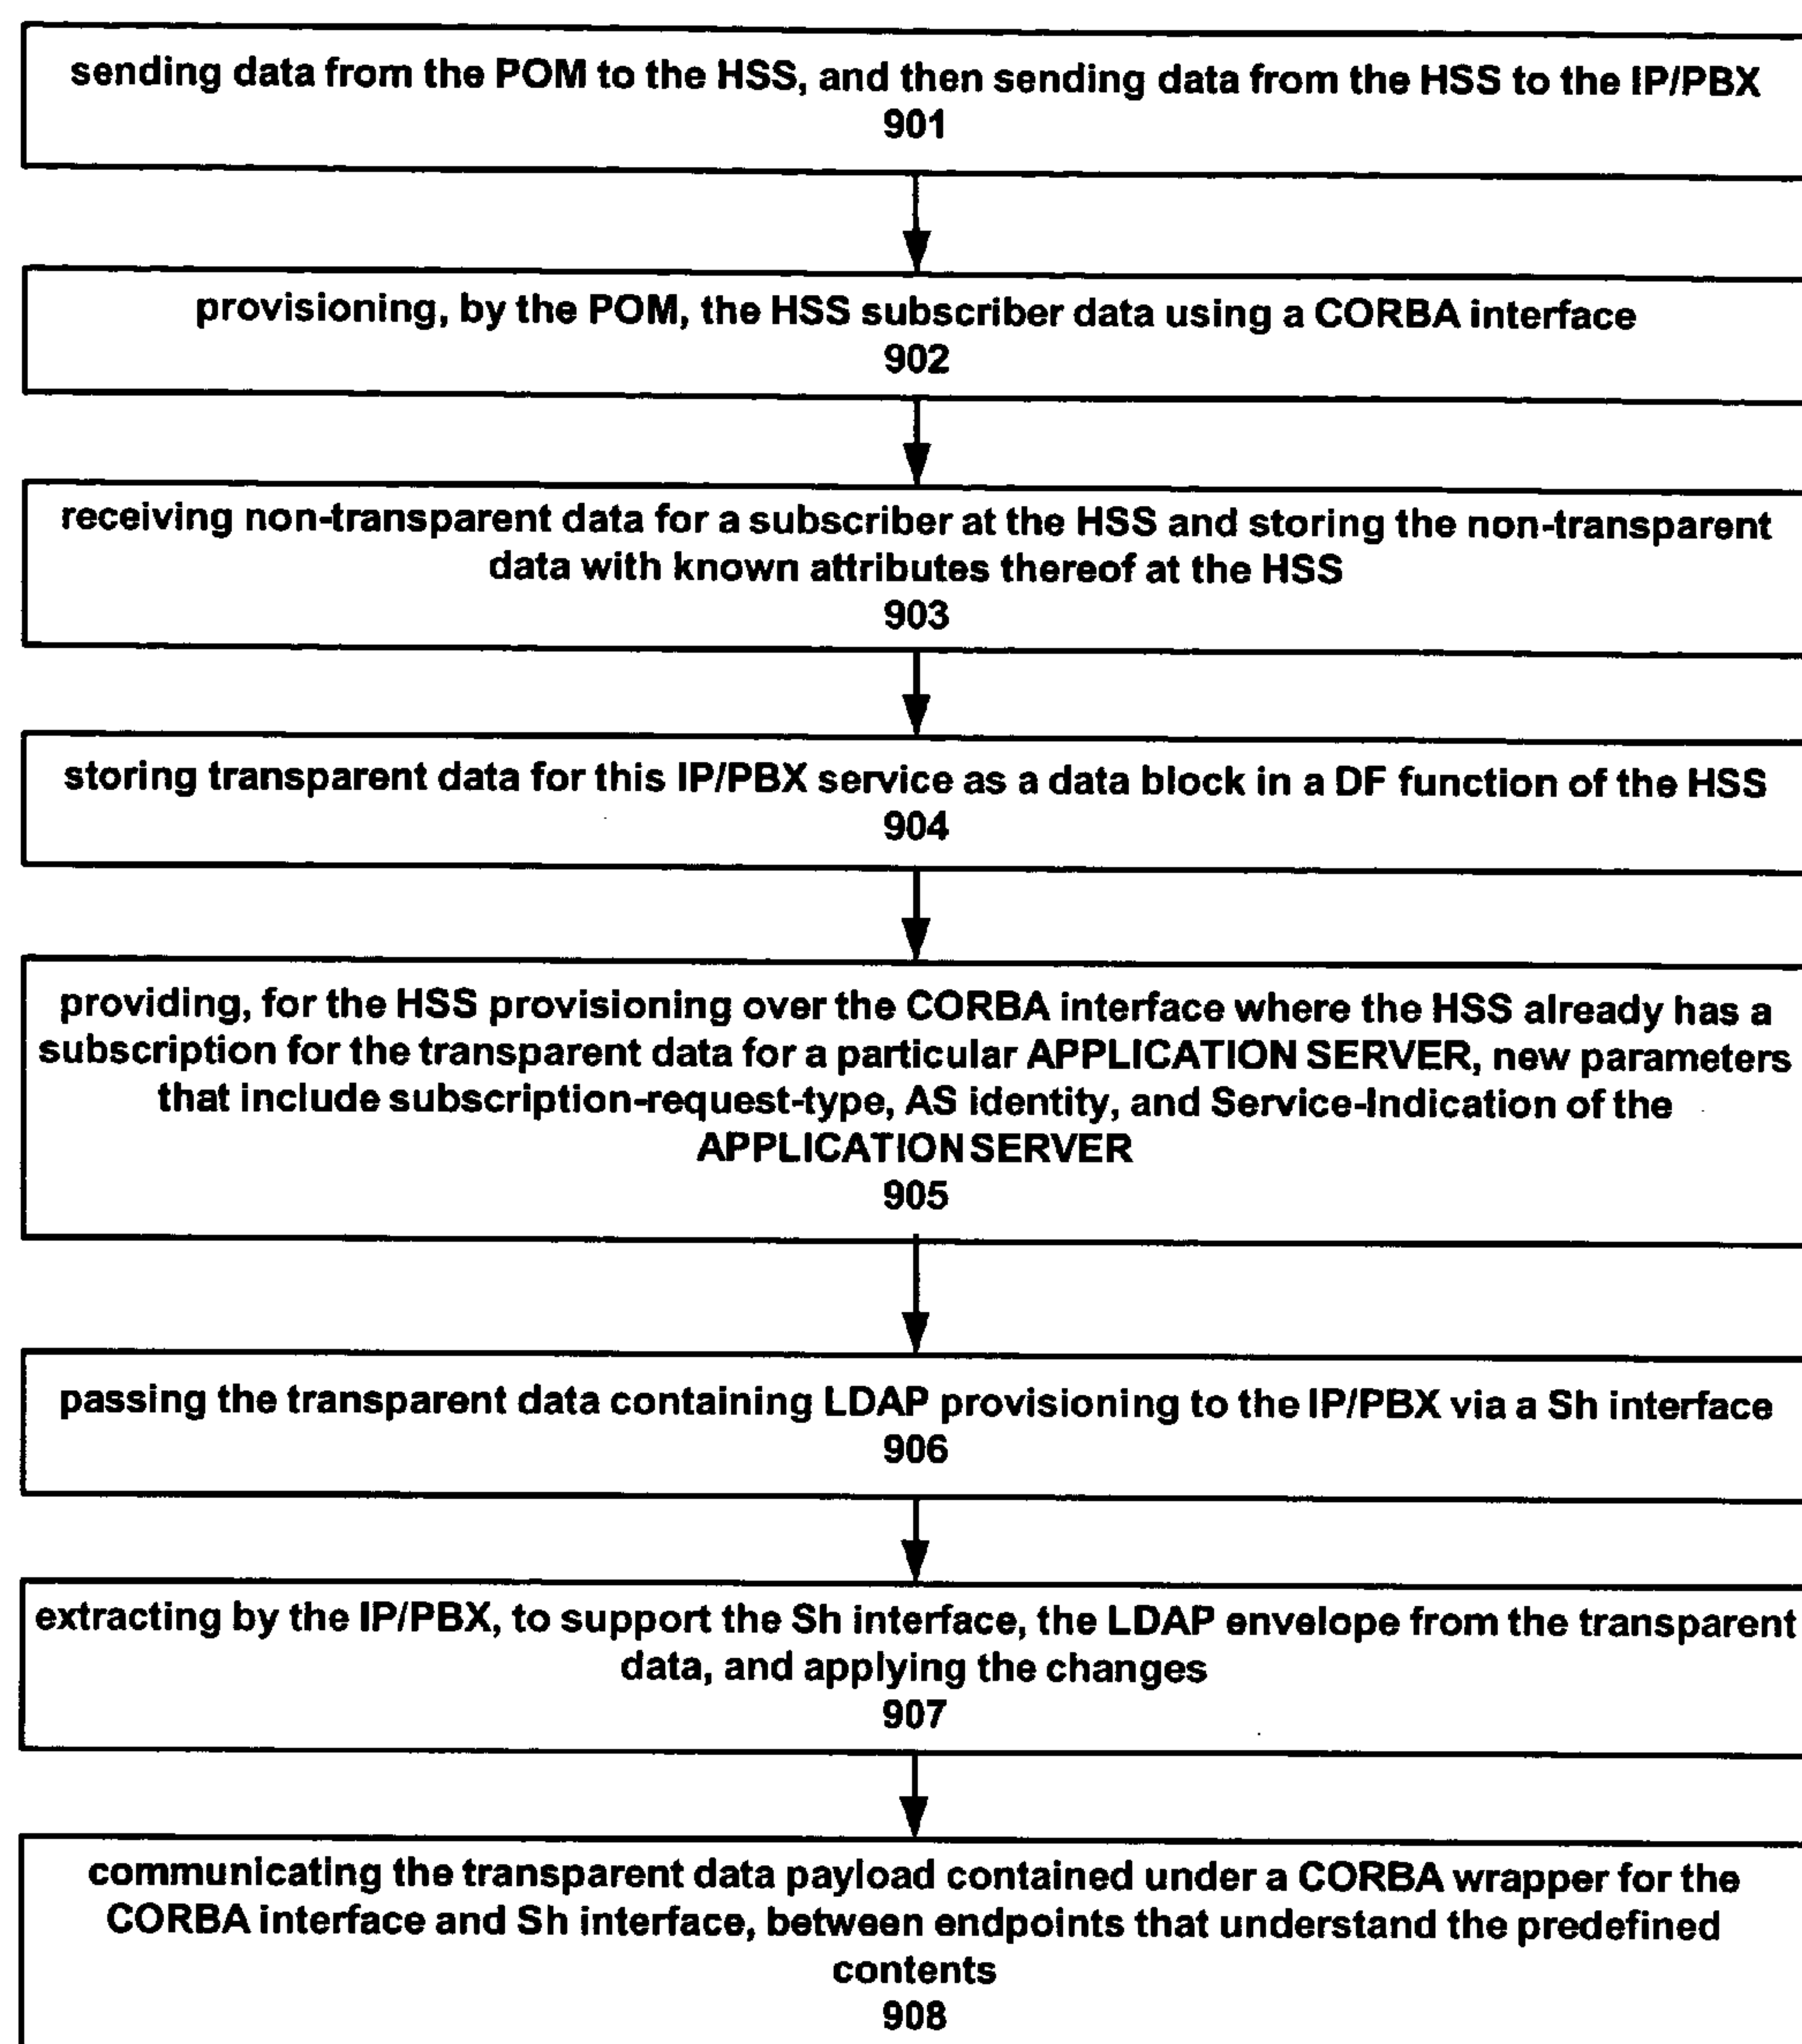 sending data from the POM to the HSS, and then sending data from the HSS to the IP/PBX
901
provisioning, by the POM, the HSS subscriber data using a CORBA interface
902
receiving non-transparent data for a subscriber at the HSS and storing the non-transparent
data with known attributes thereof at the HSS
903
storing transparent data for this IP/PBX service as a data block in a DF function of the HSS
904
providing, for the HSS provisioning over the CORBA interface where the HSS already has a
subscription for the transparent data for a particular APPLICATION SERVER, new parameters
that include subscription-request-type, AS identity, and Service-Indication of the
APPLICATION SERVER
905
passing the transparent data containing LDAP provisioning to the IP/PBX via a Sh interface
906
extracting by the IP/PBX, to support the Sh interface, the LDAP envelope from the transparent
data, and applying the changes
907
communicating the transparent data payload contained under a CORBA wrapper for the
CORBA interface and Sh interface, between endpoints that understand the predefined
contents
908